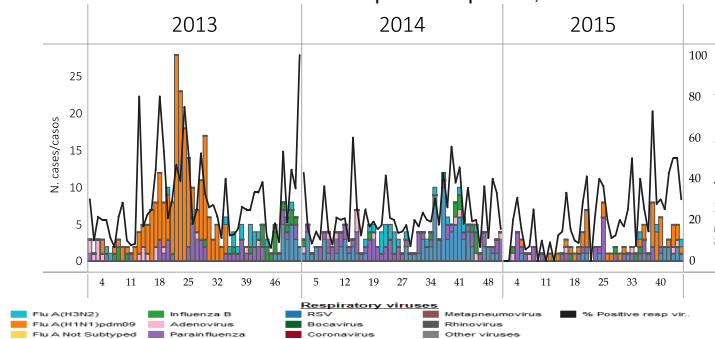 2013 2014 2015
N. cases/casos
25
20
15
10
5
0
100
80
60
40
20
0
4 11 18 25 32 39 46 5 12 19 27 34 41 48 4 11 18 25 33 40
Respiratory viruses
Flu A(H3N2) Influenza B RSV Metapneumovirus % Positive resp vir..
Flu A(H1N1)pdm09 Adenovirus Bocavirus Rhinovirus
Flu A Not Subtyped Parainfluenza Coronavirus Other viruses